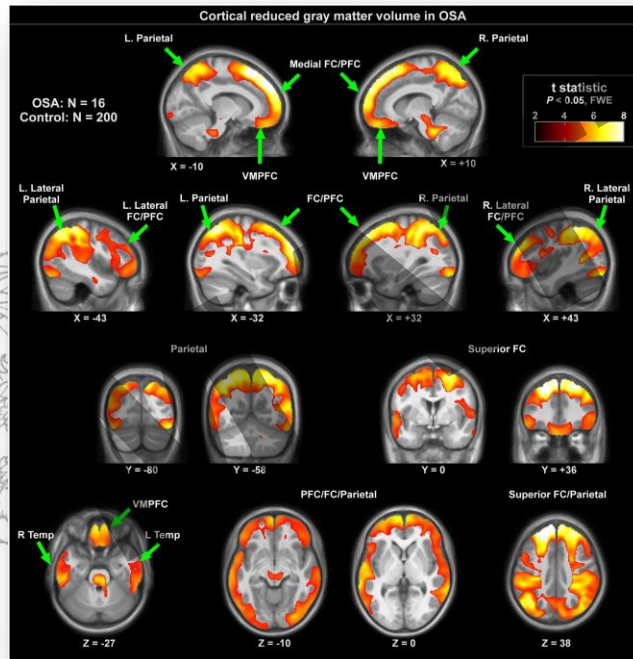 Cortical reduced gray matter volume in OSA
L. Parietal
R. Parietal
Medial FC/PFC
OSA: N = 16
Control: N = 200
t statistic
P < 0.05, FWE
2 4 6 8
VMPFC
VMPFC
X = -10
X = +10
L. Lateral
Parietal
L. Lateral
FC/PFC
L. Parietal
FC/PFC
R. Parietal
R. Lateral
FC/PFC
R. Lateral
Parietal
X = -43
X = -32
X = +32
X = +43
Parietal
Superior FC
Y = -80
Y = -58
Y = 0
Y = +36
VMPFC
PFC/FC/Parietal
Superior FC/Parietal
R Temp
L Temp
Z = -27
Z = -10
Z = 0
Z = 38